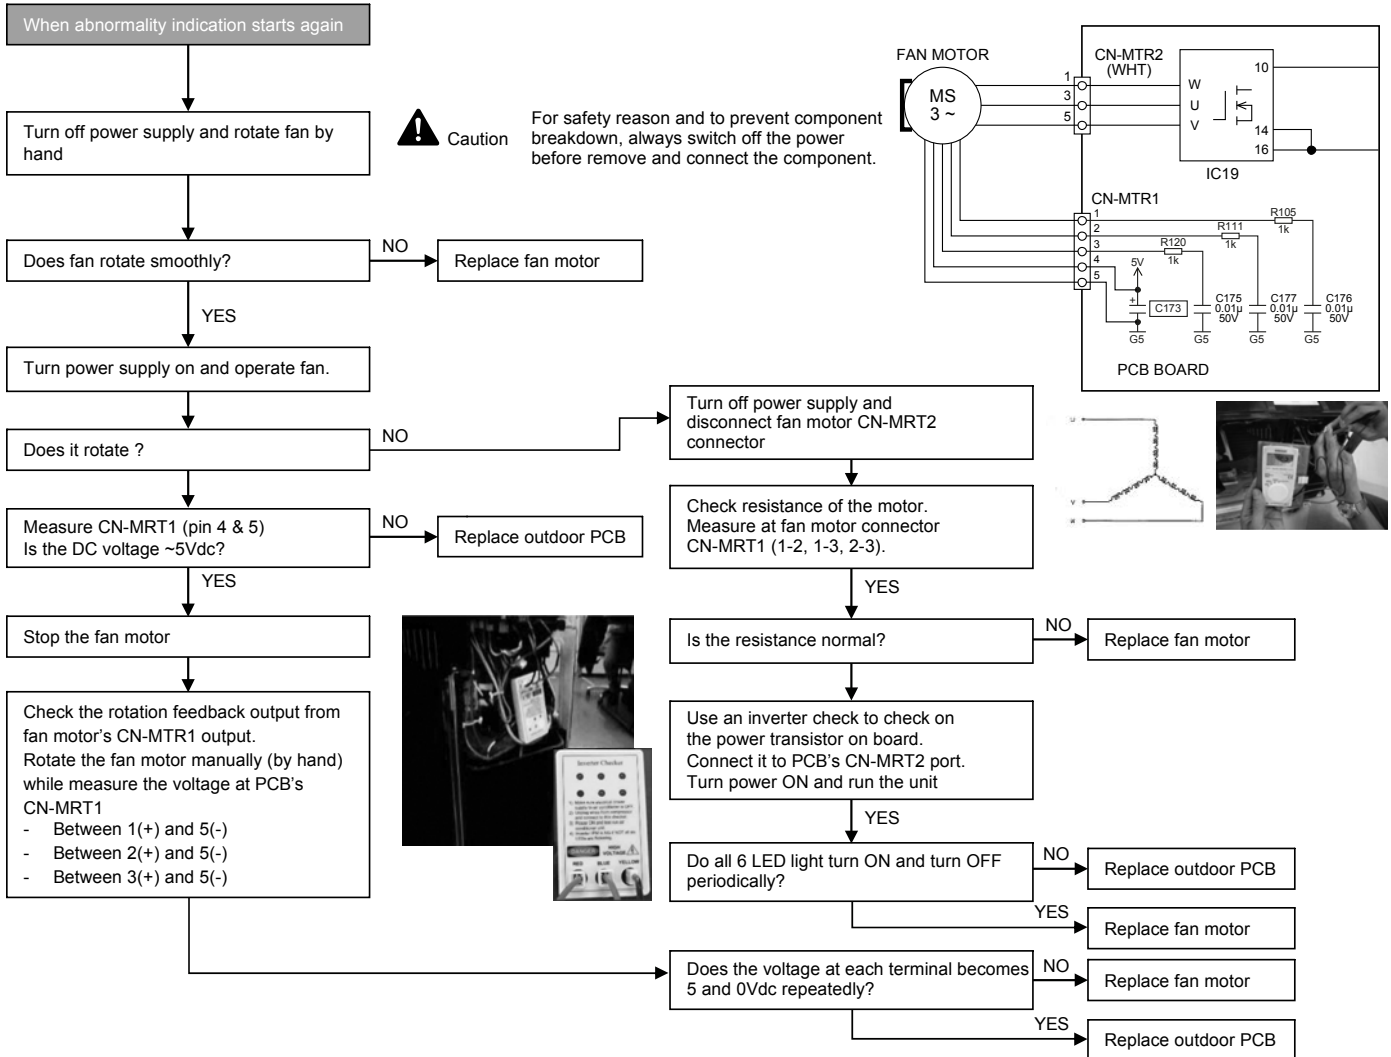 When abnormality indication starts again
Turn off power supply and rotate fan by
hand
Caution
For safety reason and to prevent component
breakdown, always switch off the power
before remove and connect the component.
Does fan rotate smoothly?
NO
Replace fan motor
YES
Turn power supply on and operate fan.
Does it rotate ?
NO
Measure CN-MRT1 (pin 4 & 5)
Is the DC voltage ~5Vdc?
NO
Replace outdoor PCB
YES
Stop the fan motor
Check the rotation feedback output from
fan motor's CN-MTR1 output.
Rotate the fan motor manually (by hand)
while measure the voltage at PCB's
CN-MRT1
- Between 1(+) and 5(-)
- Between 2(+) and 5(-)
- Between 3(+) and 5(-)
Turn off power supply and
disconnect fan motor CN-MRT2
connector
Check resistance of the motor.
Measure at fan motor connector
CN-MRT1 (1-2, 1-3, 2-3).
YES
Is the resistance normal?
NO
Replace fan motor
Use an inverter check to check on
the power transistor on board.
Connect it to PCB's CN-MRT2 port.
Turn power ON and run the unit
YES
Do all 6 LED light turn ON and turn OFF
periodically?
NO
Replace outdoor PCB
YES
Replace fan motor
Does the voltage at each terminal becomes
5 and 0Vdc repeatedly?
NO
Replace fan motor
YES
Replace outdoor PCB
FAN MOTOR
MS
3 ~
CN-MTR2
(WHT)
1
3
5
W
U
V
10
14
16
IC19
CN-MTR1
1
2
3
4
5
R105
1k
R111
1k
R120
1k
5V
+
C173
C175
0.01µ
50V
C177
0.01µ
50V
C176
0.01µ
50V
G5
G5
G5
G5
PCB BOARD
U
V
W
Inverter Checker
DANGER
HIGH
VOLTAGE
RED
BLUE
YELLOW